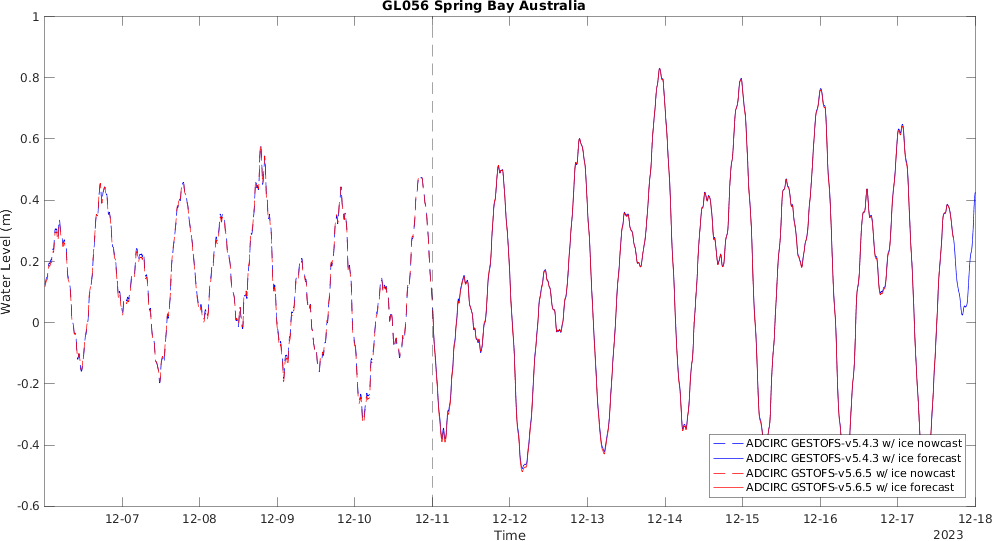 GL056 Spring Bay Australia
1
0.8
0.6
0.4
0.2
0
-0.2
-0.4
-0.6
Water Level (m)
ADCIRC GESTOFS-v5.4.3 w/ ice nowcast
ADCIRC GESTOFS-v5.4.3 w/ ice forecast
ADCIRC GSTOFS-v5.6.5 w/ ice nowcast
ADCIRC GSTOFS-v5.6.5 w/ ice forecast
12-07 12-08 12-09 12-10 12-11 12-12 12-13 12-14 12-15 12-16 12-17 12-18
Time
2023